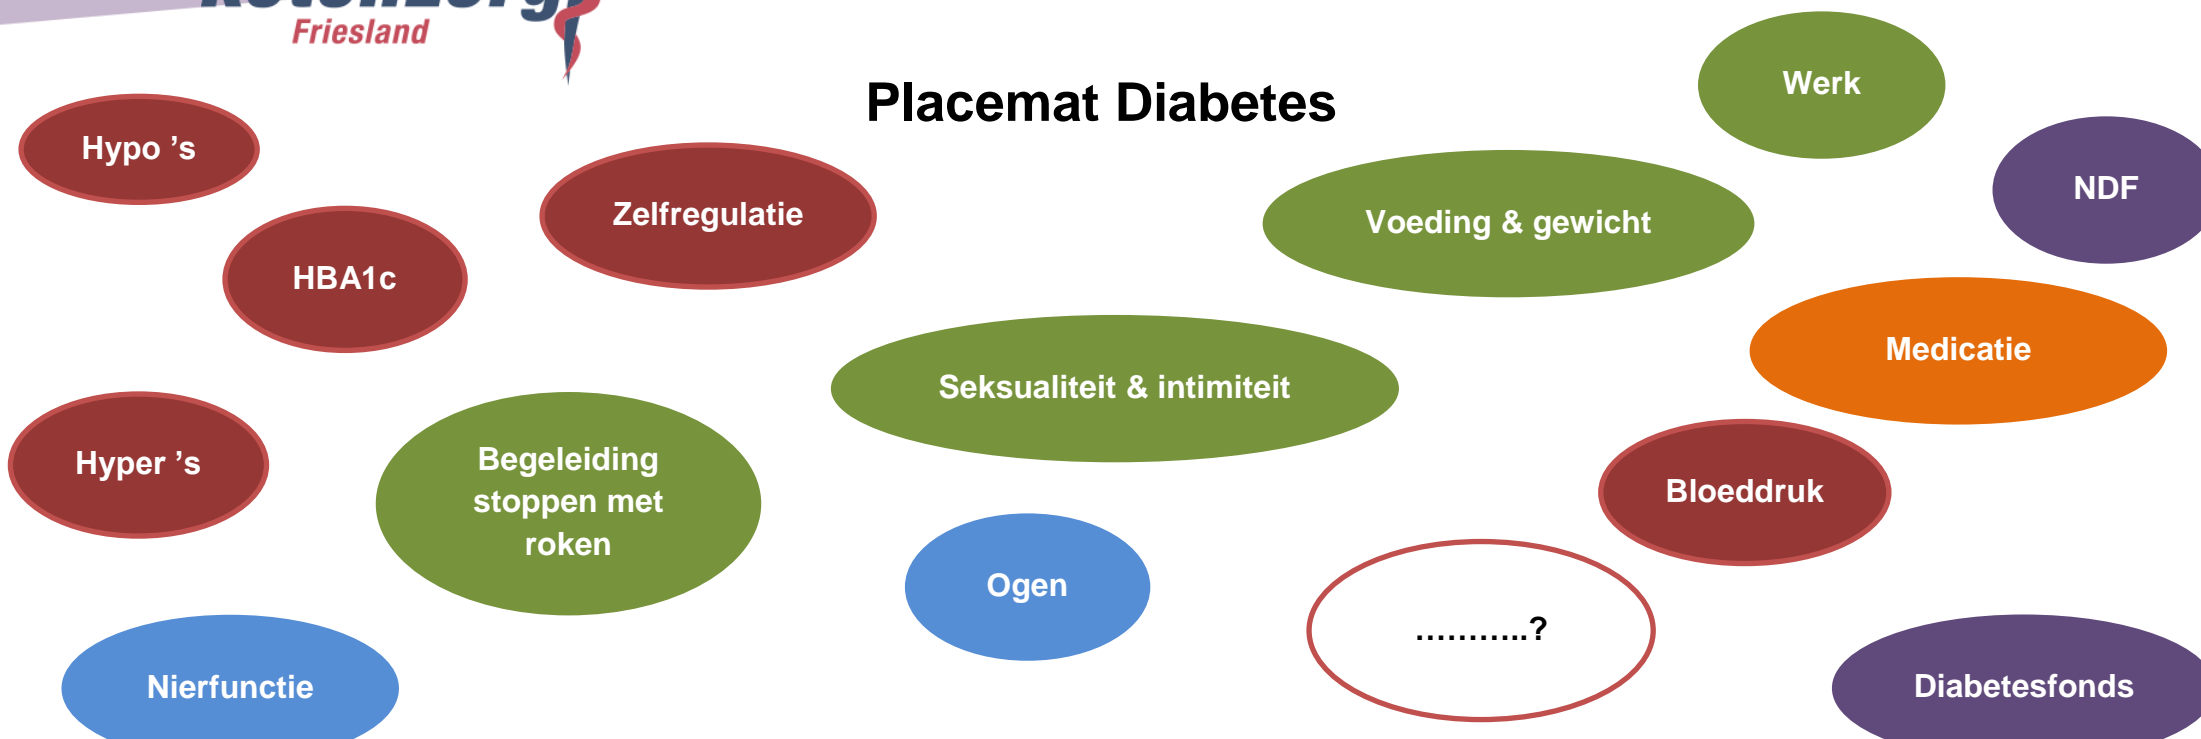 Friesland
Placemat Diabetes
Werk
Hypo ’s
NDF
Zelfregulatie
Voeding & gewicht
HBA1c
Medicatie
Seksualiteit & intimiteit
Hyper ’s
Begeleiding
stoppen met
roken
Bloeddruk
Ogen
………..?
Nierfunctie
Diabetesfonds